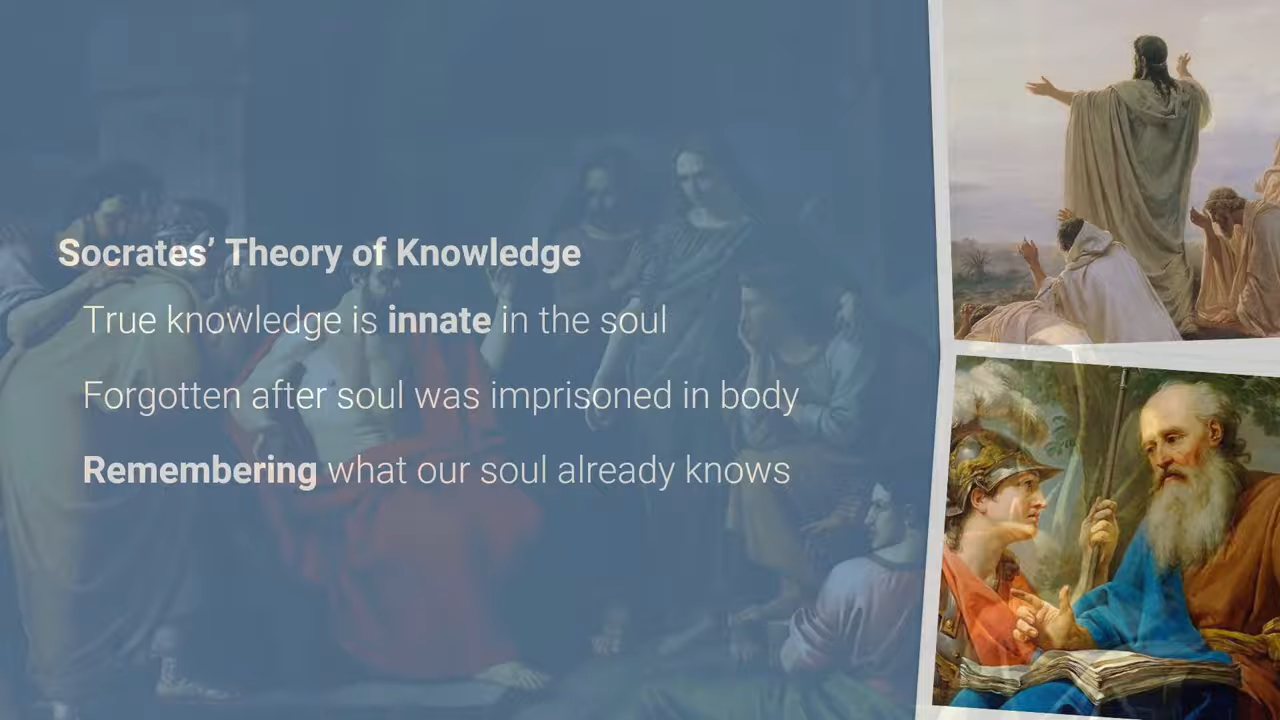 Socrates’ Theory of Knowledge
True knowledge is innate in the soul
Forgotten after soul was imprisoned in body
Remembering what our soul already knows